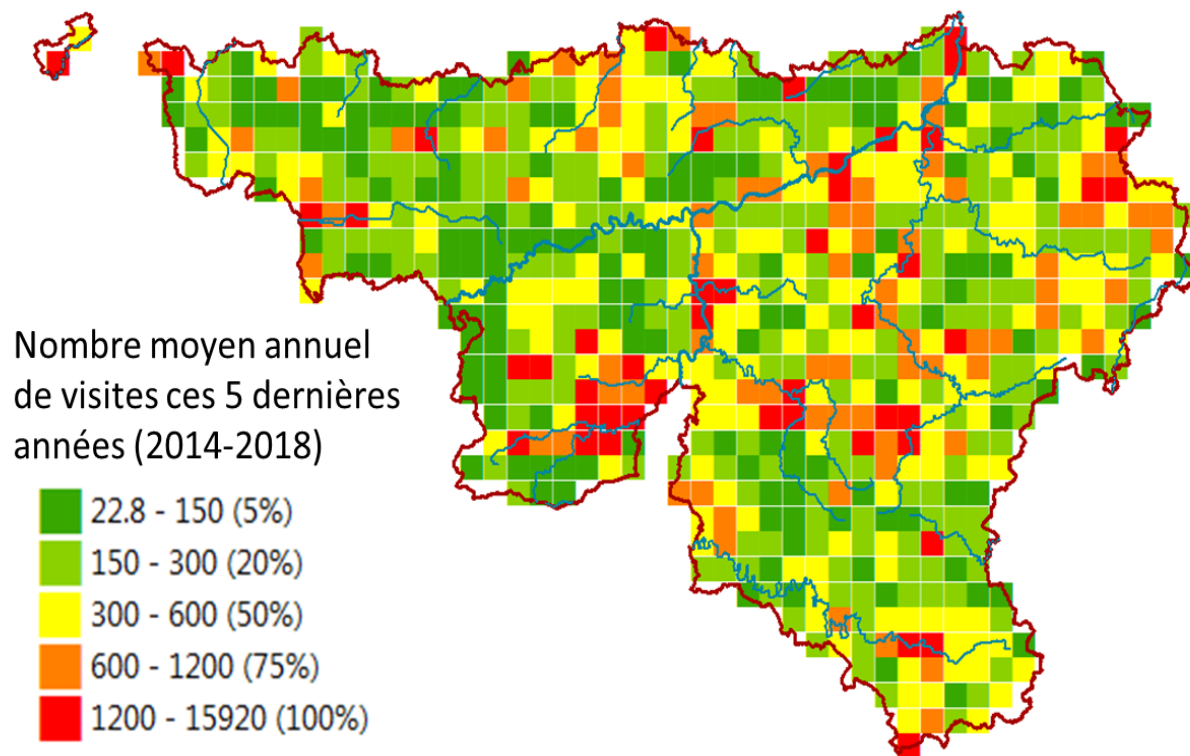 Nombre moyen annuel
de visites ces 5 dernières
années (2014-2018)
22.8 - 150 (5%)
150 - 300 (20%)
300 - 600 (50%)
600 - 1200 (75%)
1200 - 15920 (100%)